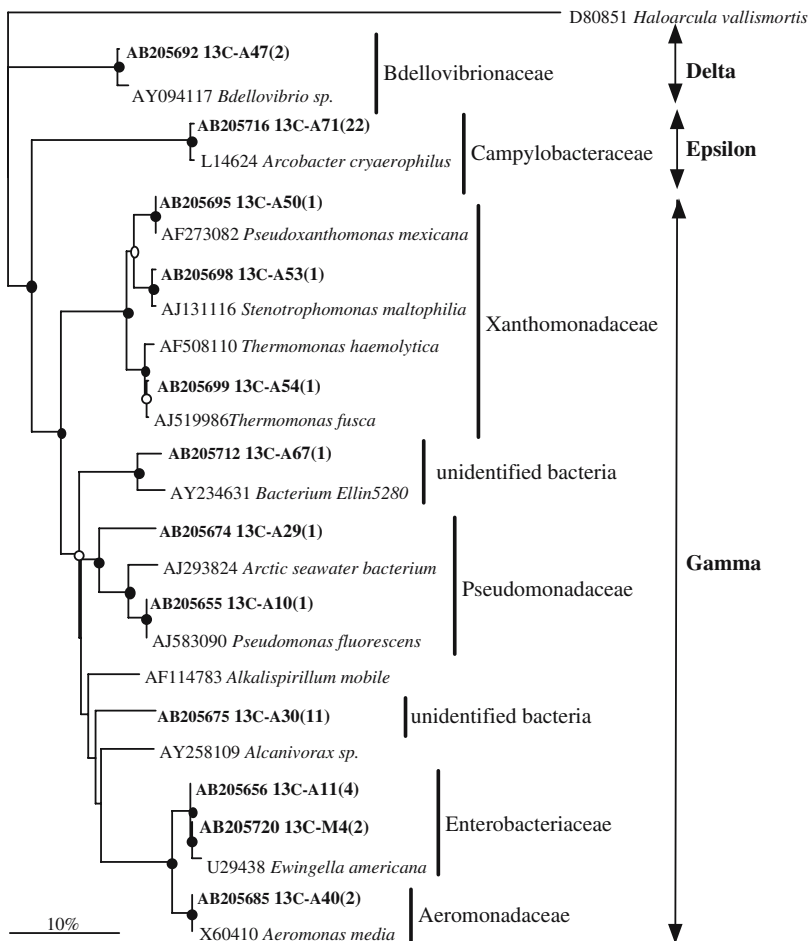 D80851 Haloarcula vallismortis
AB205692 13C-A47(2)
Bdellovibrionaceae
Delta
AY094117 Bdellovibrio sp.
AB205716 13C-A71(22)
Campylobacteraceae
Epsilon
L14624 Arcobacter cryaerophilus
AB205695 13C-A50(1)
AF273082 Pseudoxanthomonas mexicana
AB205698 13C-A53(1)
AJ131116 Stenotrophomonas maltophilia
Xanthomonadaceae
AF508110 Thermomonas haemolytica
AB205699 13C-A54(1)
AJ519986Thermomonas fusca
AB205712 13C-A67(1)
unidentified bacteria
AY234631 Bacterium Ellin5280
AB205674 13C-A29(1)
AJ293824 Arctic seawater bacterium
Gamma
Pseudomonadaceae
AB205655 13C-A10(1)
AJ583090 Pseudomonas fluorescens
AF114783 Alkalispirillum mobile
AB205675 13C-A30(11)
unidentified bacteria
AY258109 Alcanivorax sp.
AB205656 13C-A11(4)
AB205720 13C-M4(2)
Enterobacteriaceae
U29438 Ewingella americana
AB205685 13C-A40(2)
Aeromonadaceae
X60410 Aeromonas media
10%